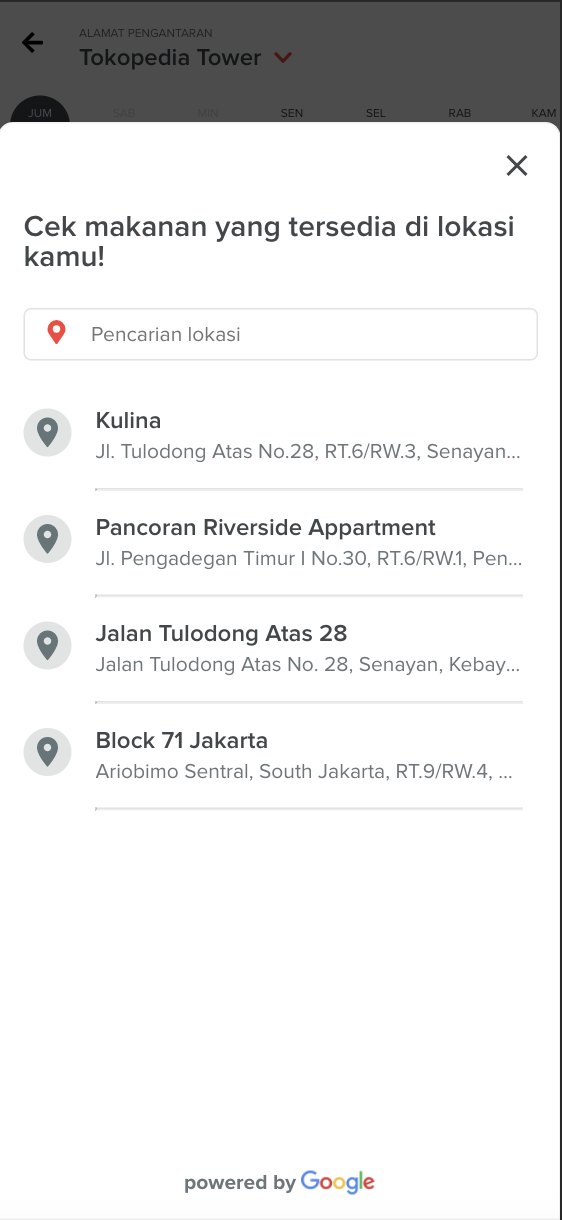 ALAMAT PENGANTARAN
Tokopedia Tower
JUM SAB MIN SEN SEL RAB KAM
Cek makanan yang tersedia di lokasi
kamu!
Pencarian lokasi
Kulina
Jl. Tulodong Atas No.28, RT.6/RW.3, Senayan...
Pancoran Riverside Appartment
Jl. Pengadegan Timur I No.30, RT.6/RW.1, Pen...
Jalan Tulodong Atas 28
Jalan Tulodong Atas No. 28, Senayan, Kebay...
Block 71 Jakarta
Ariobimo Sentral, South Jakarta, RT.9/RW.4, ...
powered by Google